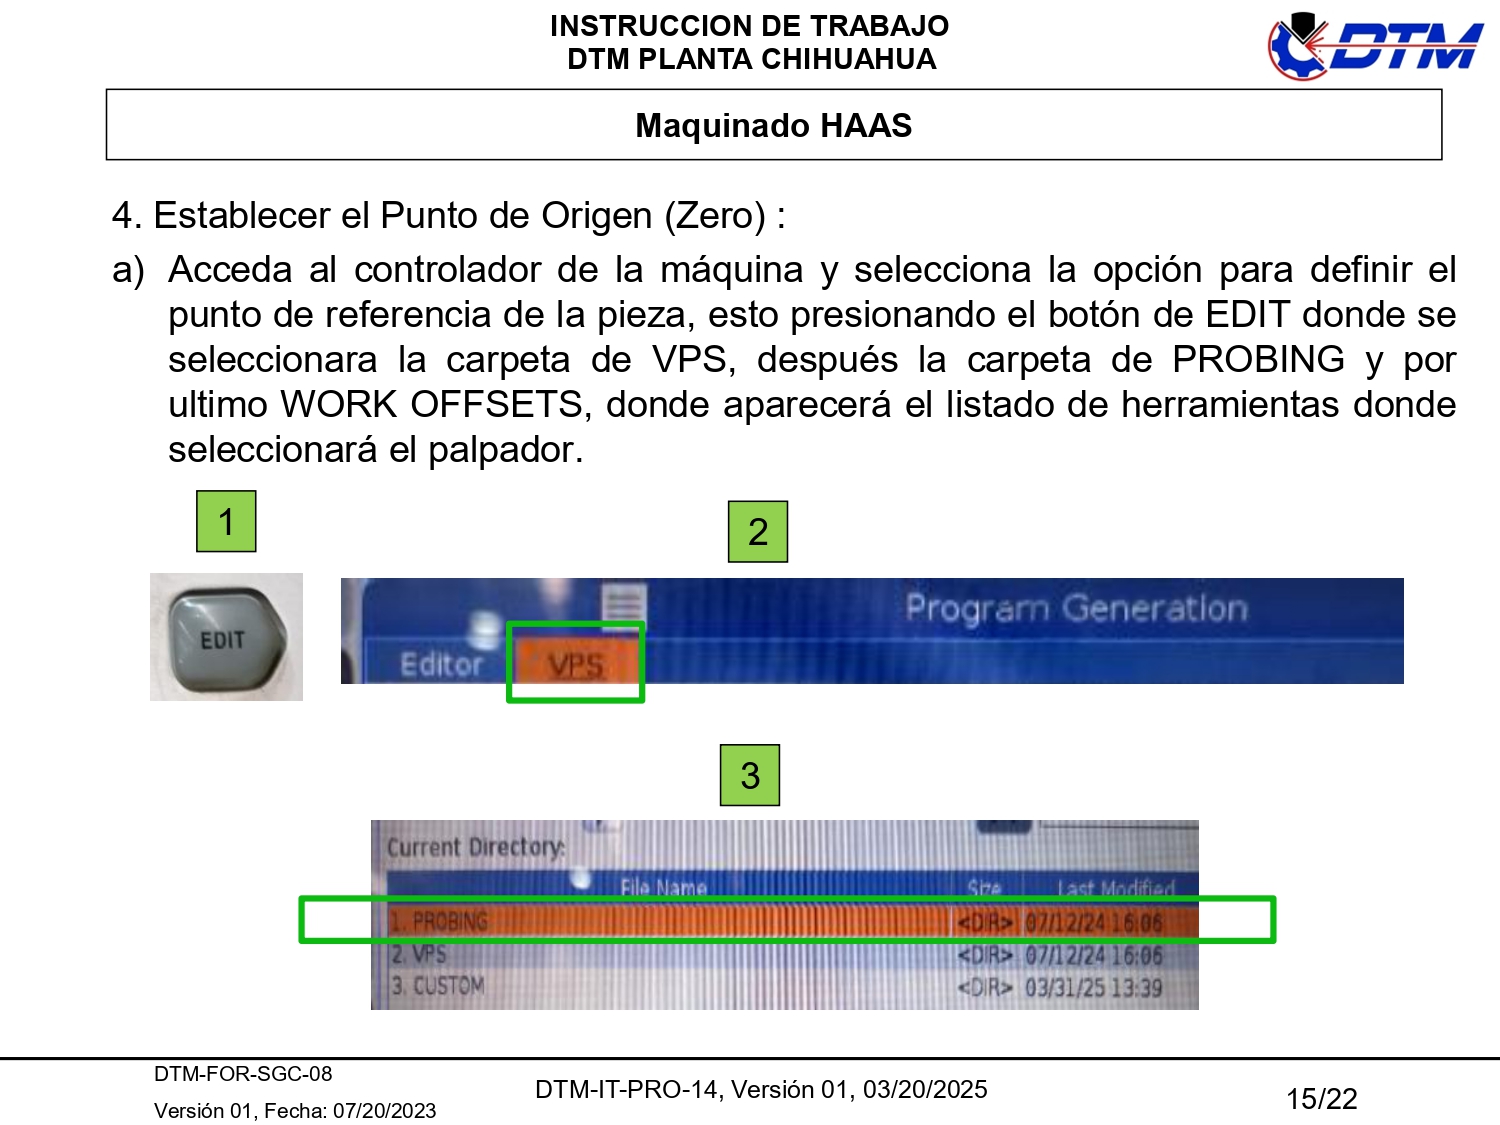 INSTRUCCION DE TRABAJO
DTM PLANTA CHIHUAHUA
DTM
Maquinado HAAS
4. Establecer el Punto de Origen (Zero) :
a) Acceda al controlador de la máquina y selecciona la opción para definir el
punto de referencia de la pieza, esto presionando el botón de EDIT donde se
seleccionara la carpeta de VPS, después la carpeta de PROBING y por
ultimo WORK OFFSETS, donde aparecerá el listado de herramientas donde
seleccionará el palpador.
1
2
EDIT
Program Generation
Editor VPS
3
Current Directory:
File Name Size Last Modified
1. PROBING <DIR> 07/12/24 16:06
2. VPS <DIR> 07/12/24 16:06
3. CUSTOM <DIR> 03/31/25 13:39
DTM-FOR-SGC-08
Versión 01, Fecha: 07/20/2023
DTM-IT-PRO-14, Versión 01, 03/20/2025
15/22